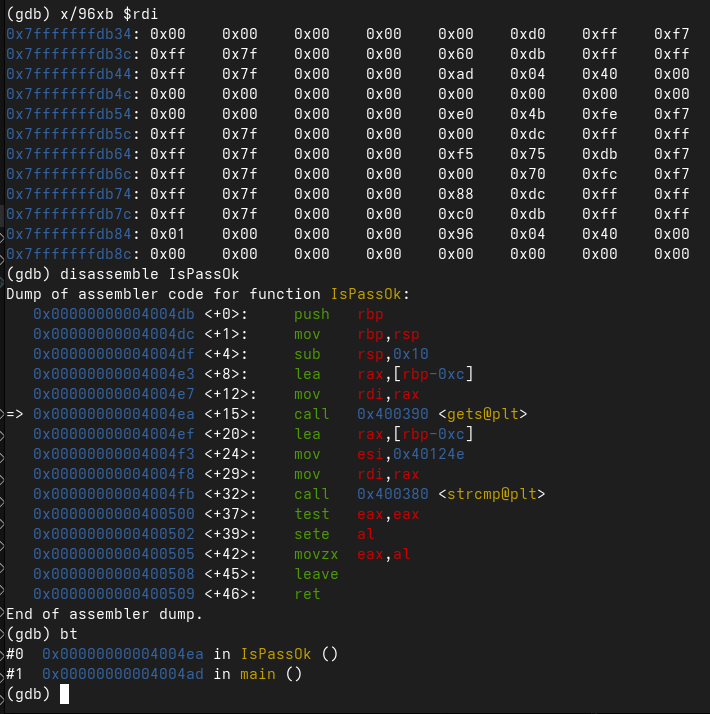 (gdb) x/96xb $rdi
0x7fffffffdb34: 0x00 0x00 0x00 0x00 0x00 0xd0 0xff 0xf7
0x7fffffffdb3c: 0xff 0x7f 0x00 0x00 0x60 0xdb 0xff 0xff
0x7fffffffdb44: 0xff 0x7f 0x00 0x00 0xad 0x04 0x40 0x00
0x7fffffffdb4c: 0x00 0x00 0x00 0x00 0x00 0x00 0x00 0x00
0x7fffffffdb54: 0x00 0x00 0x00 0x00 0xe0 0x4b 0xfe 0xf7
0x7fffffffdb5c: 0xff 0x7f 0x00 0x00 0x00 0xdc 0xff 0xff
0x7fffffffdb64: 0xff 0x7f 0x00 0x00 0xf5 0x75 0xdb 0xf7
0x7fffffffdb6c: 0xff 0x7f 0x00 0x00 0x00 0x70 0xfc 0xf7
0x7fffffffdb74: 0xff 0x7f 0x00 0x00 0x88 0xdc 0xff 0xff
0x7fffffffdb7c: 0xff 0x7f 0x00 0x00 0xc0 0xdb 0xff 0xff
0x7fffffffdb84: 0x01 0x00 0x00 0x00 0x96 0x04 0x40 0x00
0x7fffffffdb8c: 0x00 0x00 0x00 0x00 0x00 0x00 0x00 0x00
(gdb) disassemble IsPassOk
Dump of assembler code for function IsPassOk:
0x00000000004004db <+0>: push rbp
0x00000000004004dc <+1>: mov rbp,rsp
0x00000000004004df <+4>: sub rsp,0x10
0x00000000004004e3 <+8>: lea rax,[rbp-0xc]
0x00000000004004e7 <+12>: mov rdi,rax
=> 0x00000000004004ea <+15>: call 0x400390 <gets@plt>
0x00000000004004ef <+20>: lea rax,[rbp-0xc]
0x00000000004004f3 <+24>: mov esi,0x40124e
0x00000000004004f8 <+29>: mov rdi,rax
0x00000000004004fb <+32>: call 0x400380 <strcmp@plt>
0x0000000000400500 <+37>: test eax,eax
0x0000000000400502 <+39>: sete al
0x0000000000400505 <+42>: movzx eax,al
0x0000000000400508 <+45>: leave
0x0000000000400509 <+46>: ret
End of assembler dump.
(gdb) bt
#0 0x00000000004004ea in IsPassOk ()
#1 0x00000000004004ad in main ()
(gdb)